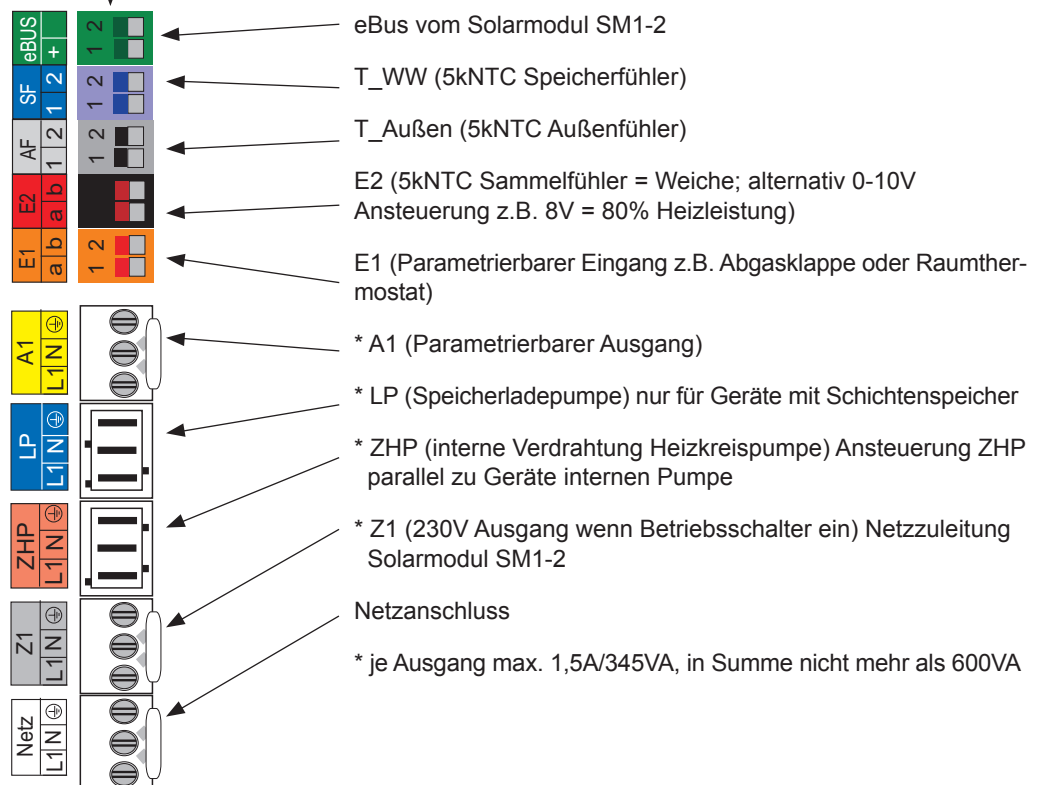 eBUS
+
2
1
eBus vom Solarmodul SM1-2
SF
1 2
2
1
T_WW (5kNTC Speicherfühler)
AF
1 2
2
1
T_Außen (5kNTC Außenfühler)
E2
a b
E2 (5kNTC Sammelfühler = Weiche; alternativ 0-10V
Ansteuerung z.B. 8V = 80% Heizleistung)
E1
a b
2
1
E1 (Parametrierbarer Eingang z.B. Abgasklappe oder Raumther-
mostat)
A1
L1 N
* A1 (Parametrierbarer Ausgang)
LP
L1 N
* LP (Speicherladepumpe) nur für Geräte mit Schichtenspeicher
ZHP
L1 N
* ZHP (interne Verdrahtung Heizkreispumpe) Ansteuerung ZHP
parallel zu Geräte internen Pumpe
Z1
L1 N
* Z1 (230V Ausgang wenn Betriebsschalter ein) Netzzuleitung
Solarmodul SM1-2
Netz
L1 N
Netzanschluss
* je Ausgang max. 1,5A/345VA, in Summe nicht mehr als 600VA